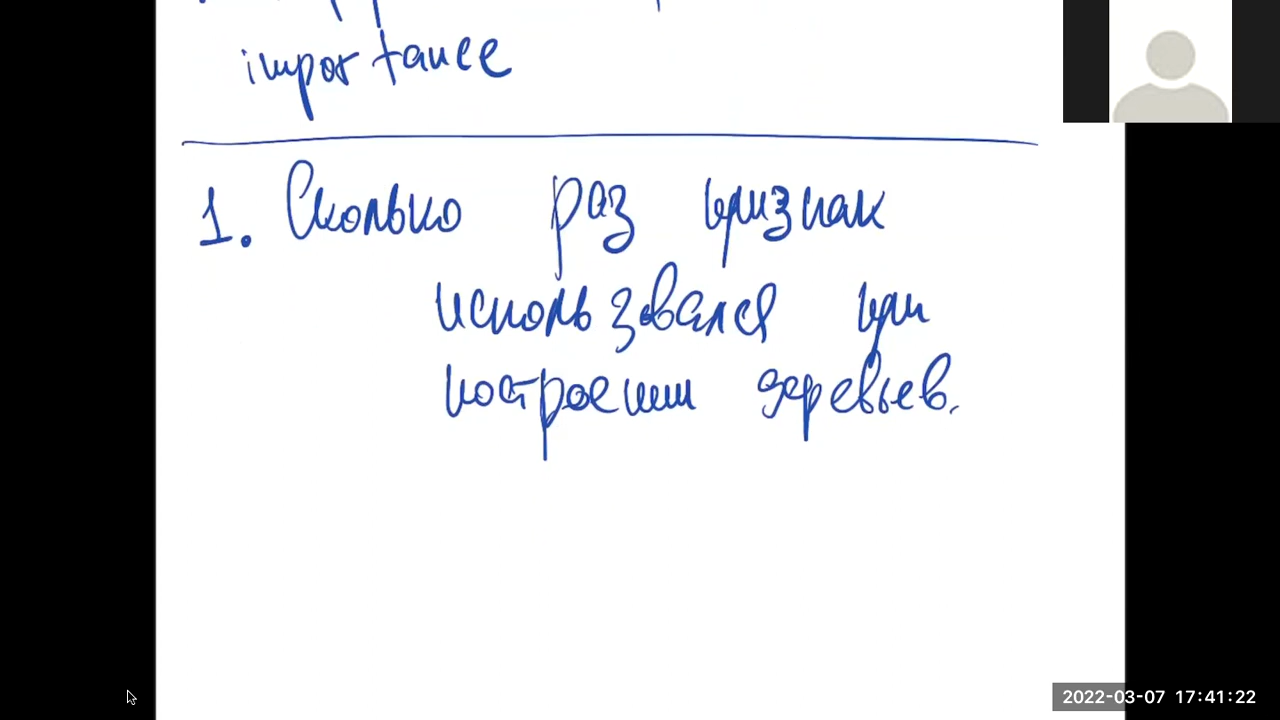 importance
1. Сколько раз признак
использовался при
построении деревьев.
2022-03-07 17:41:22